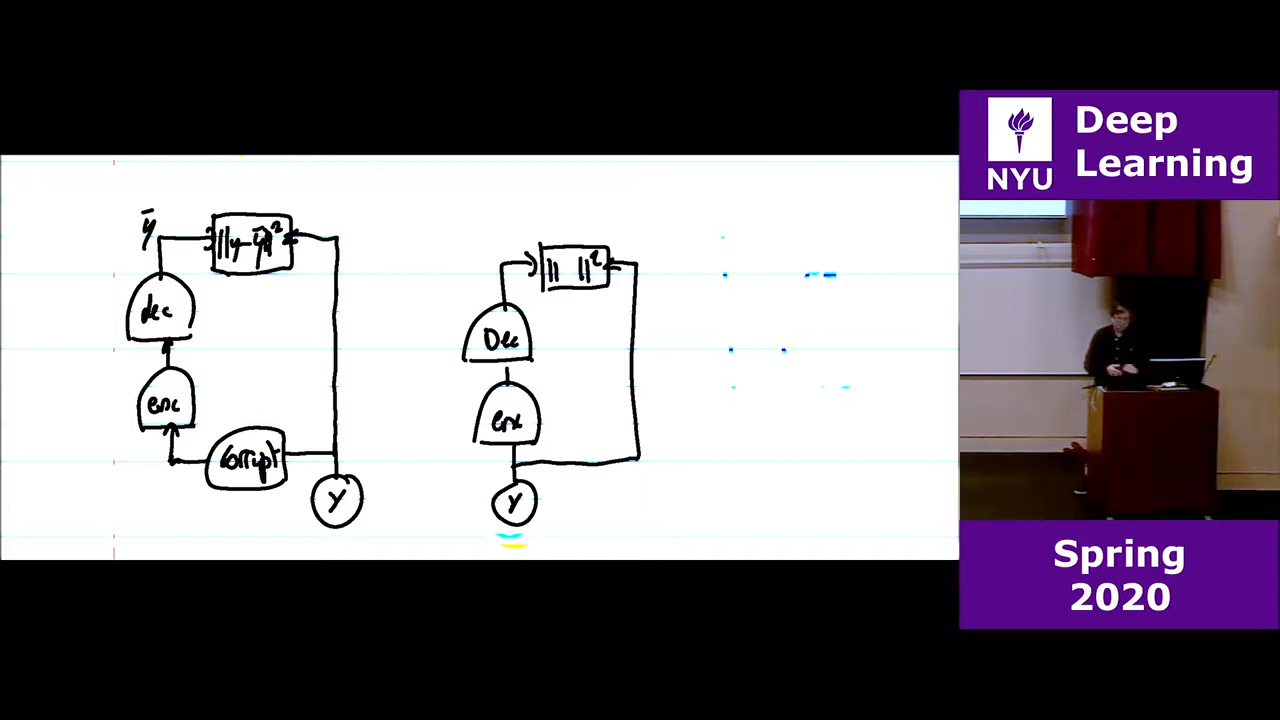 ȳ
||y-ȳ||²
dec
enc
Corrupt
Y
|| ||²
Dec
enc
Y
NYU
Deep
Learning
Spring
2020